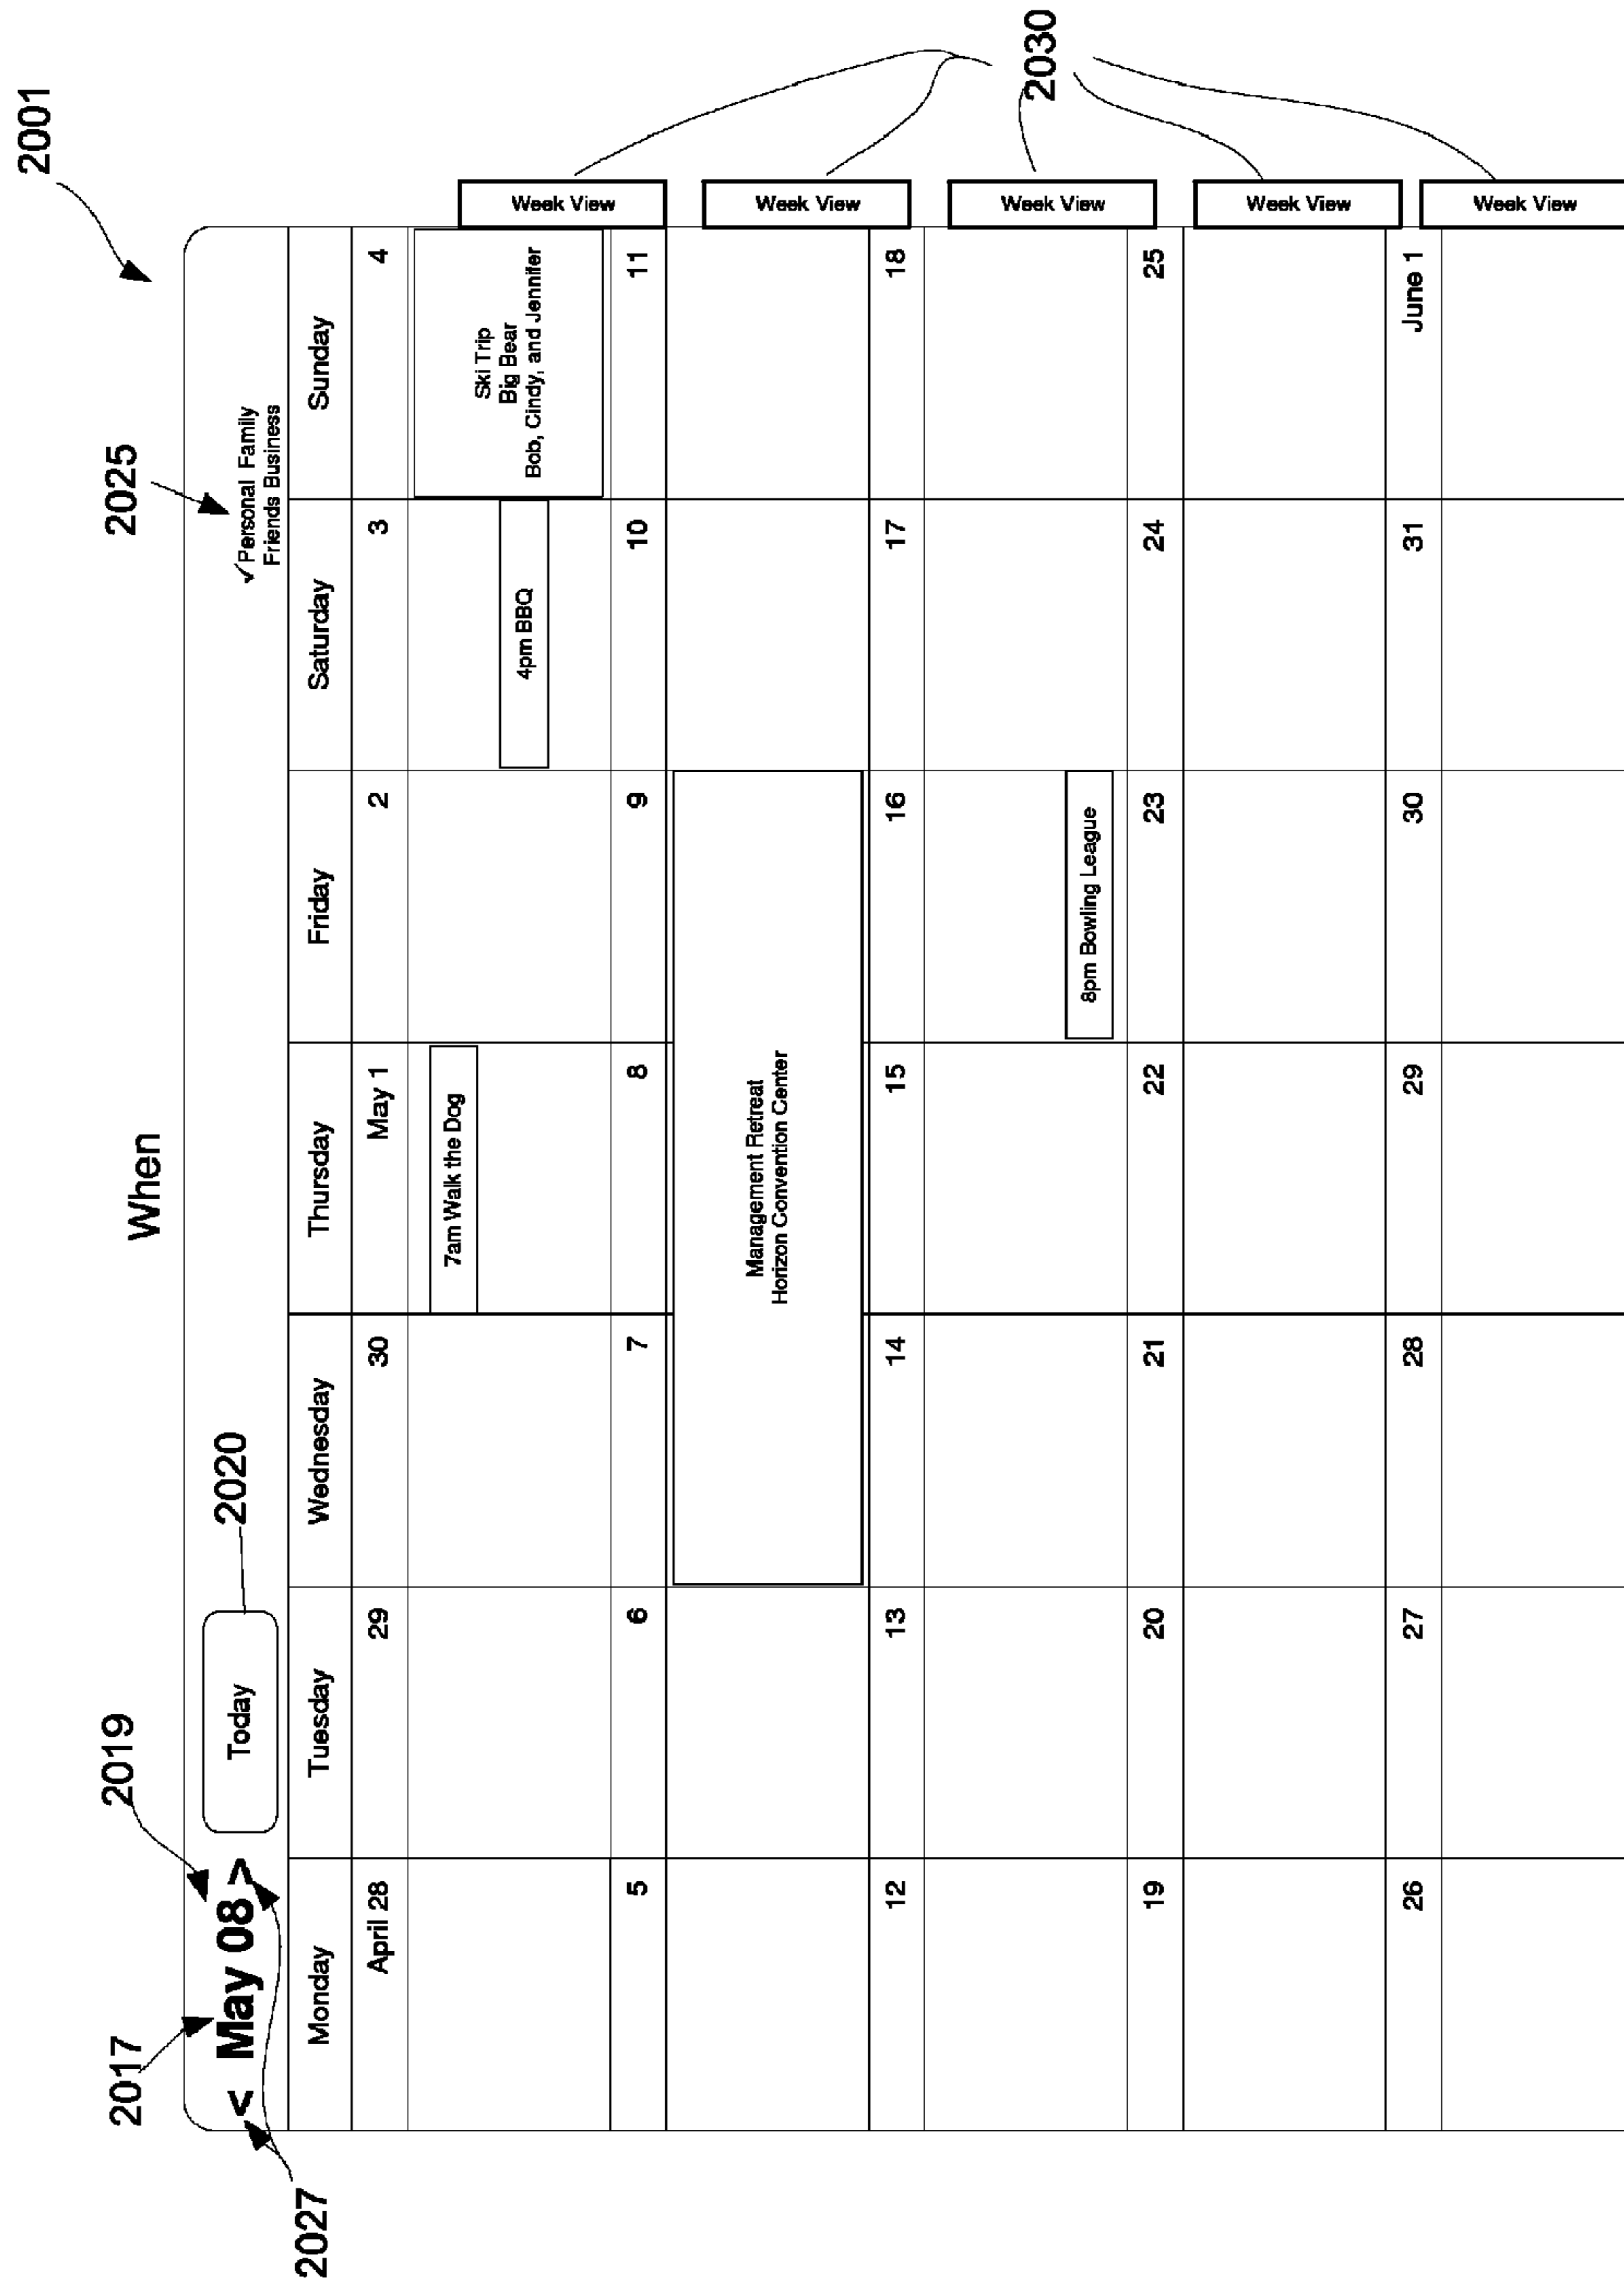 2001
When
2017
2019
2020
2025
2027
< May 08 >
Today
✓Personal Family
Friends Business
Monday Tuesday Wednesday Thursday Friday Saturday Sunday
April 28 29 30 May 1 2 3 4
7am Walk the Dog
4pm BBQ
Ski Trip
Big Bear
Bob, Cindy, and Jennifer
Week View
5 6 7 8 9 10 11
Management Retreat
Horizon Convention Center
Week View
12 13 14 15 16 17 18
8pm Bowling League
Week View
19 20 21 22 23 24 25
Week View
26 27 28 29 30 31 June 1
Week View
2030